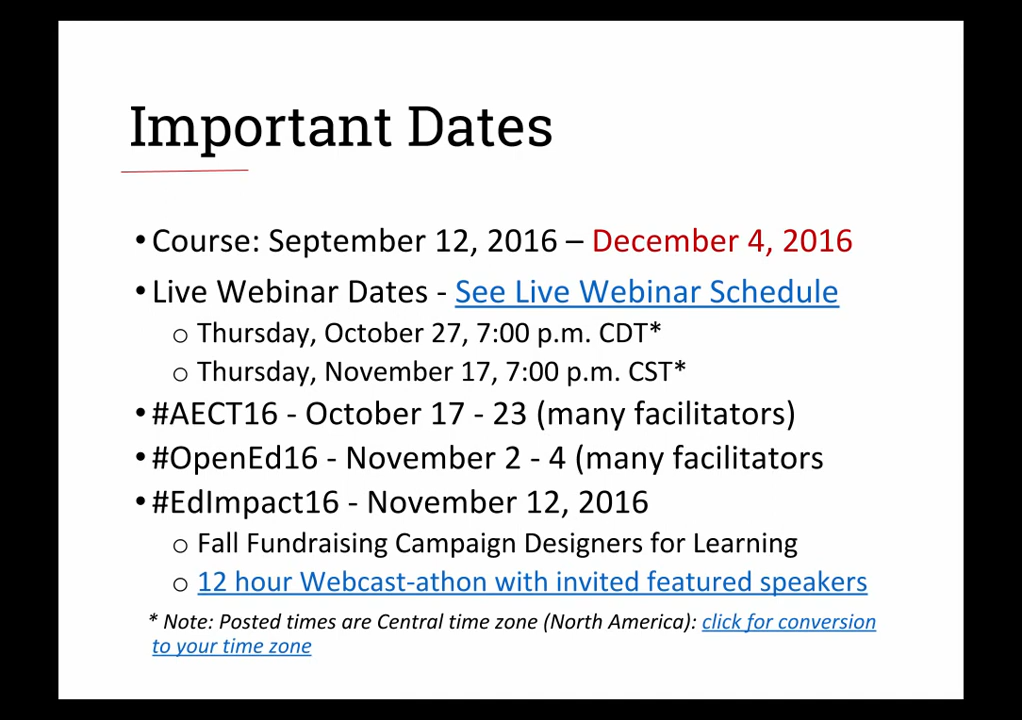 Important Dates
• Course: September 12, 2016 – December 4, 2016
• Live Webinar Dates - See Live Webinar Schedule
o Thursday, October 27, 7:00 p.m. CDT*
o Thursday, November 17, 7:00 p.m. CST*
• #AECT16 - October 17 - 23 (many facilitators)
• #OpenEd16 - November 2 - 4 (many facilitators
• #EdImpact16 - November 12, 2016
o Fall Fundraising Campaign Designers for Learning
o 12 hour Webcast-athon with invited featured speakers
* Note: Posted times are Central time zone (North America): click for conversion
to your time zone